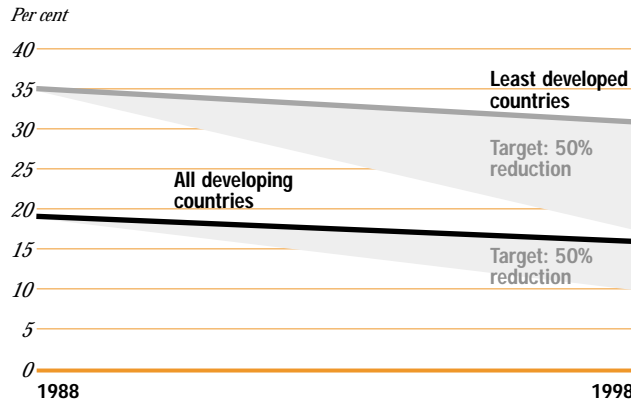 Per cent
40
35
30
25
20
15
10
5
0
Least developed
countries
Target: 50%
reduction
All developing
countries
Target: 50%
reduction
1988
1998